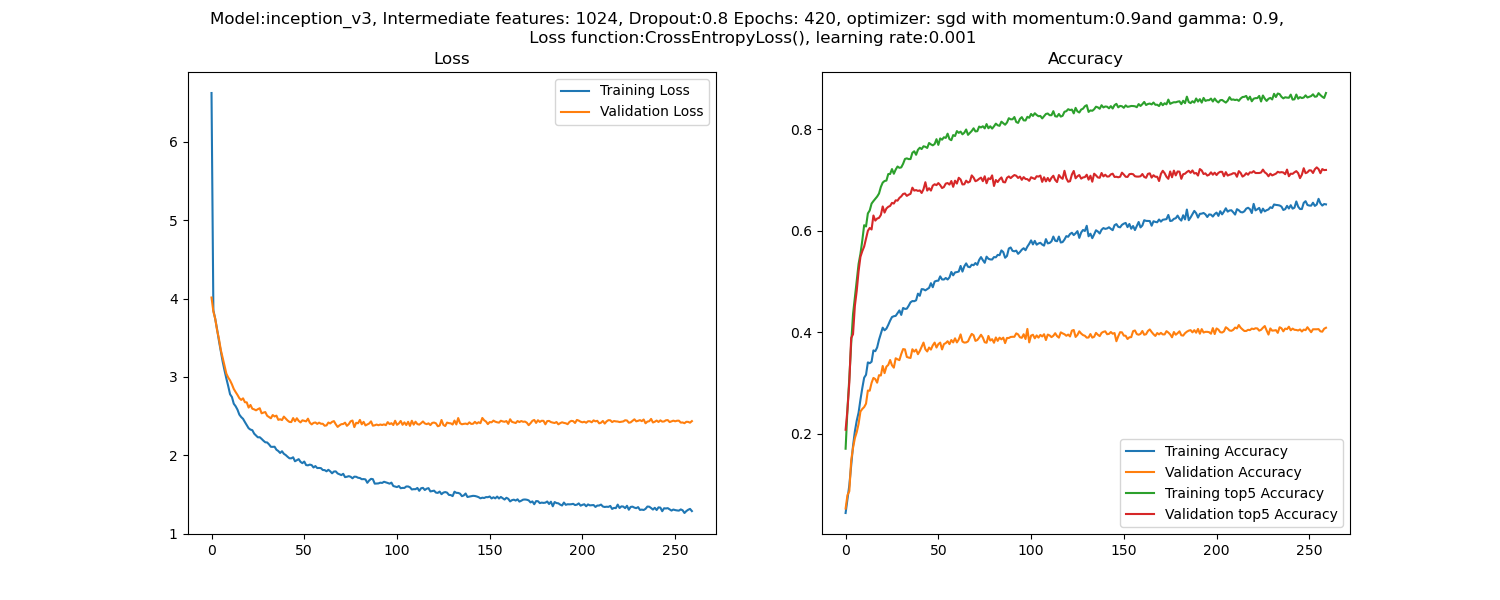 Model:inception_v3, Intermediate features: 1024, Dropout:0.8 Epochs: 420, optimizer: sgd with momentum:0.9and gamma: 0.9,
Loss function:CrossEntropyLoss(), learning rate:0.001
Loss
Training Loss
Validation Loss
6
5
4
3
2
1
0
50
100
150
200
250
Accuracy
0.8
0.6
0.4
0.2
Training Accuracy
Validation Accuracy
Training top5 Accuracy
Validation top5 Accuracy
0
50
100
150
200
250